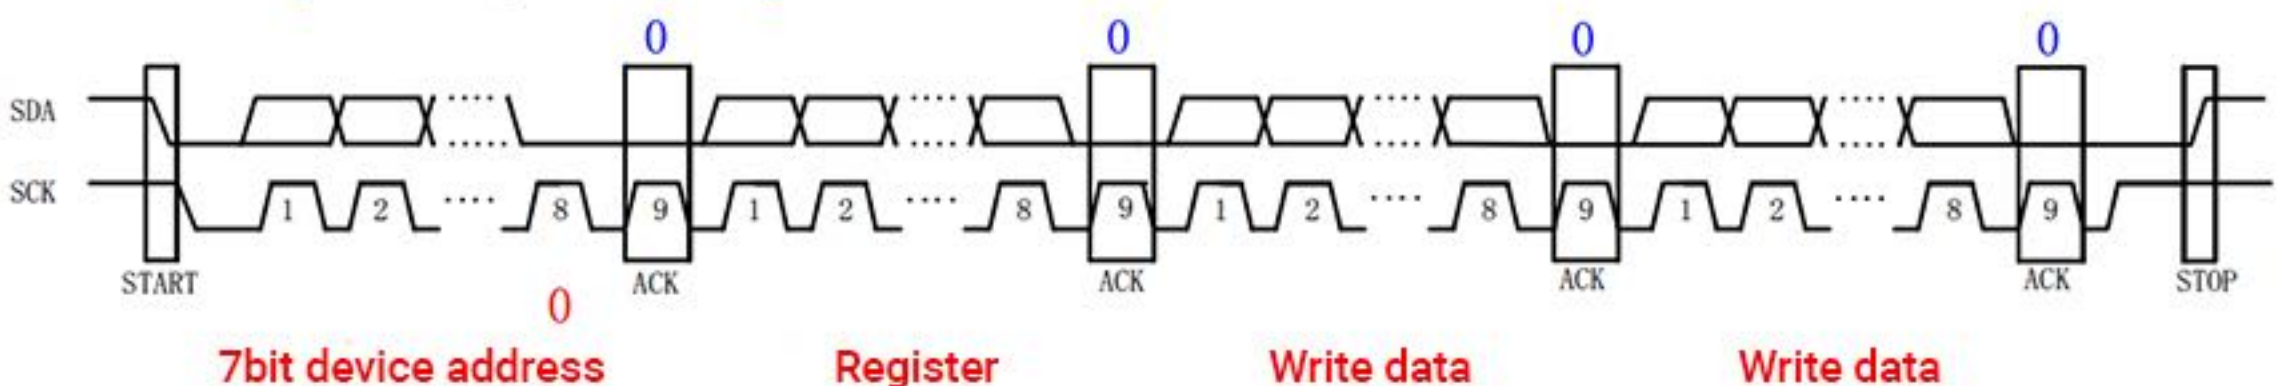 0 0 0 0
SDA
SCK 1 2 8 9 1 2 8 9 1 2 8 9 1 2 8 9
START ACK ACK ACK ACK STOP
0
7bit device address Register Write data Write data